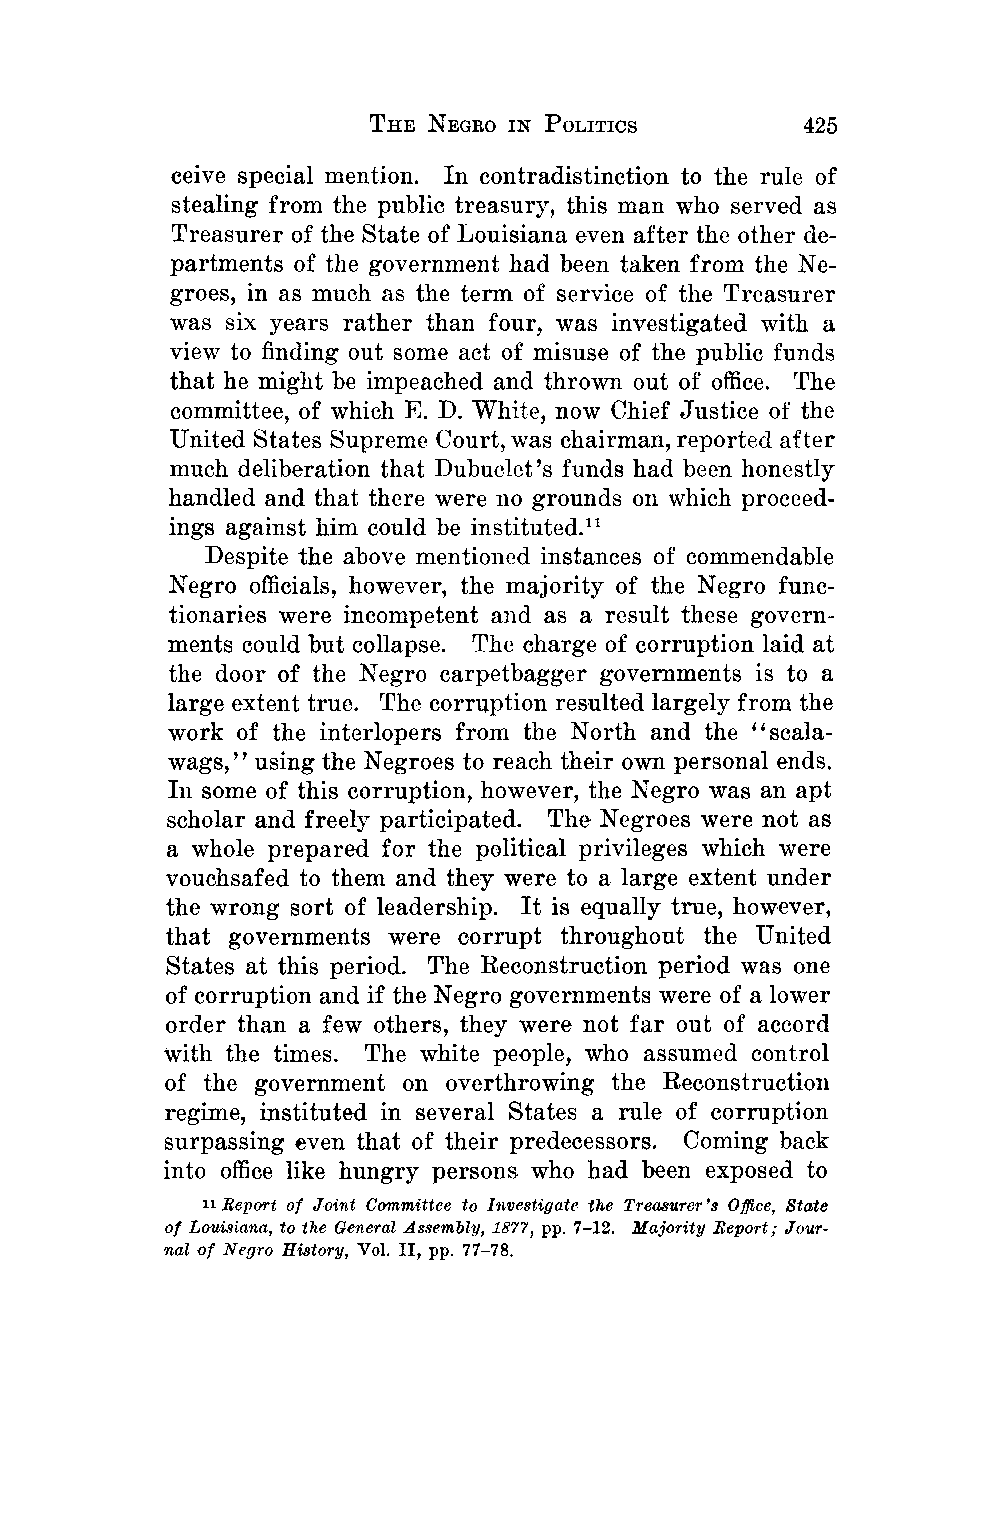 THE NEGRO IN POLITICS 425
ceive special mention. In contradistinction to the rule of
stealing from the public treasury, this man who served as
Treasurer of the State of Louisiana even after the other de-
partments of the government had been taken from the Ne-
groes, in as much as the term of service of the Treasurer
was six years rather than four, was investigated with a
view to finding out some act of misuse of the public funds
that he might be impeached and thrown out of office. The
committee, of which E. D. White, now Chief Justice of the
United States Supreme Court, was chairman, reported after
much deliberation that Dubuclet's funds had been honestly
handled and that there were no grounds on which proceed-
ings against him could be instituted.¹¹
Despite the above mentioned instances of commendable
Negro officials, however, the majority of the Negro func-
tionaries were incompetent and as a result these govern-
ments could but collapse. The charge of corruption laid at
the door of the Negro carpetbagger governments is to a
large extent true. The corruption resulted largely from the
work of the interlopers from the North and the "scala-
wags," using the Negroes to reach their own personal ends.
In some of this corruption, however, the Negro was an apt
scholar and freely participated. The Negroes were not as
a whole prepared for the political privileges which were
vouchsafed to them and they were to a large extent under
the wrong sort of leadership. It is equally true, however,
that governments were corrupt throughout the United
States at this period. The Reconstruction period was one
of corruption and if the Negro governments were of a lower
order than a few others, they were not far out of accord
with the times. The white people, who assumed control
of the government on overthrowing the Reconstruction
regime, instituted in several States a rule of corruption
surpassing even that of their predecessors. Coming back
into office like hungry persons who had been exposed to
¹¹ Report of Joint Committee to Investigate the Treasurer's Office, State
of Louisiana, to the General Assembly, 1877, pp. 7–12. Majority Report; Jour-
nal of Negro History, Vol. II, pp. 77–78.